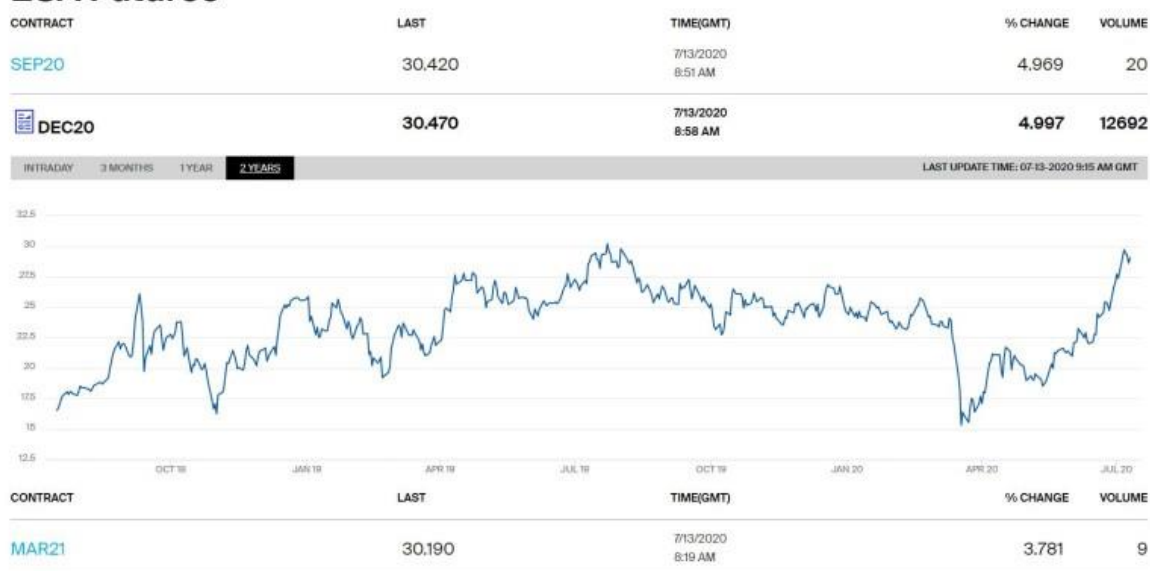 CONTRACT LAST TIME(GMT) % CHANGE VOLUME
SEP20 30.420 7/13/2020 8:51 AM 4.969 20
DEC20 30.470 7/13/2020 8:58 AM 4.997 12692
INTRADAY 3 MONTHS 1 YEAR 2 YEARS LAST UPDATE TIME: 07-13-2020 9:15 AM GMT
32.5
30
27.5
25
22.5
20
17.5
15
12.5
OCT 18 JAN 19 APR 19 JUL 19 OCT 19 JAN 20 APR 20 JUL 20
CONTRACT LAST TIME(GMT) % CHANGE VOLUME
MAR21 30.190 7/13/2020 8:19 AM 3.781 9